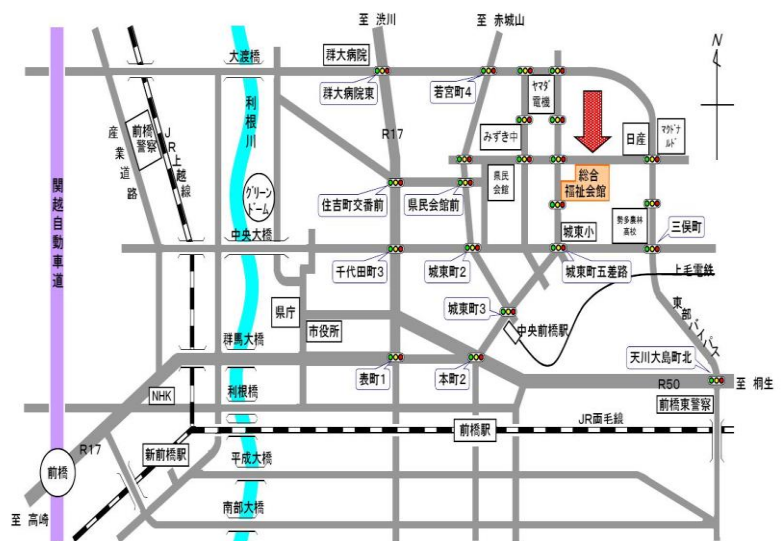 至 渋川
至 赤城山
N
大渡橋
群大病院
群大病院東
若宮町4
ヤマダ
電機
利根川
R17
みずき中
日産
マクドナ
ルド
前橋
警察
産業道路
JR上越線
関越自動車道
グリーン
ドーム
住吉町交番前
県民会館前
県民
会館
総合
福祉会館
勢多農林
高校
三俣町
中央大橋
城東小
千代田町3
城東町2
城東町五差路
上毛電鉄
県庁
市役所
城東町3
中央前橋駅
東部バイパス
群馬大橋
表町1
本町2
天川大島町北
R50
至 桐生
NHK
利根橋
前橋東警察
JR両毛線
前橋駅
R17
新前橋駅
平成大橋
前橋
南部大橋
至 高崎